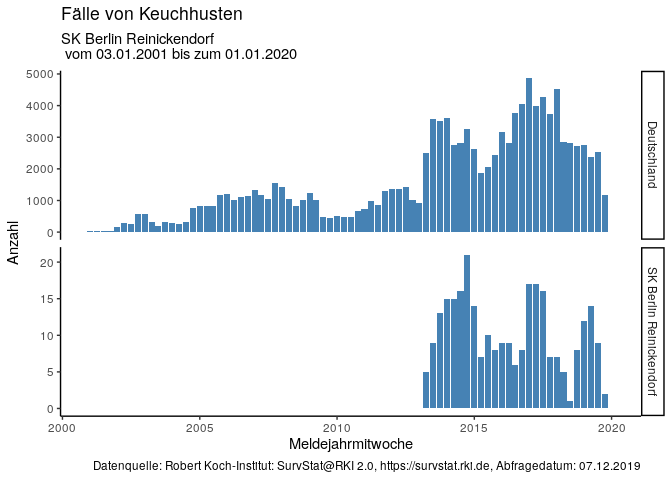 Fälle von Keuchhusten
SK Berlin Reinickendorf
vom 03.01.2001 bis zum 01.01.2020
Anzahl
5000
4000
3000
2000
1000
0
Deutschland
20
15
10
5
0
SK Berlin Reinickendorf
2000 2005 2010 2015 2020
Meldejahrmitwoche
Datenquelle: Robert Koch-Institut: SurvStat@RKI 2.0, https://survstat.rki.de, Abfragedatum: 07.12.2019